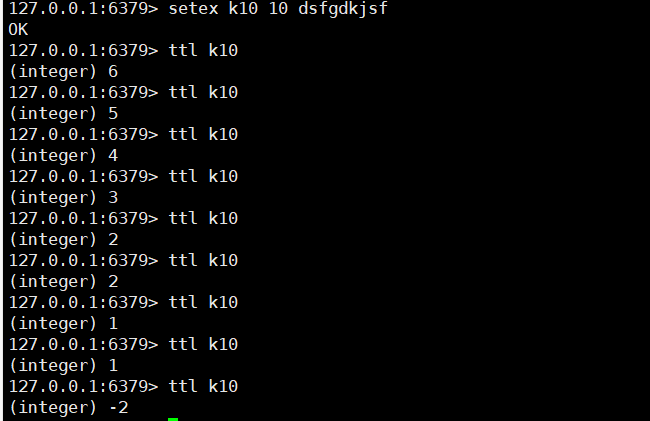 127.0.0.1:6379> setex k10 10 dsfgdkjsf
OK
127.0.0.1:6379> ttl k10
(integer) 6
127.0.0.1:6379> ttl k10
(integer) 5
127.0.0.1:6379> ttl k10
(integer) 4
127.0.0.1:6379> ttl k10
(integer) 3
127.0.0.1:6379> ttl k10
(integer) 2
127.0.0.1:6379> ttl k10
(integer) 2
127.0.0.1:6379> ttl k10
(integer) 1
127.0.0.1:6379> ttl k10
(integer) 1
127.0.0.1:6379> ttl k10
(integer) -2